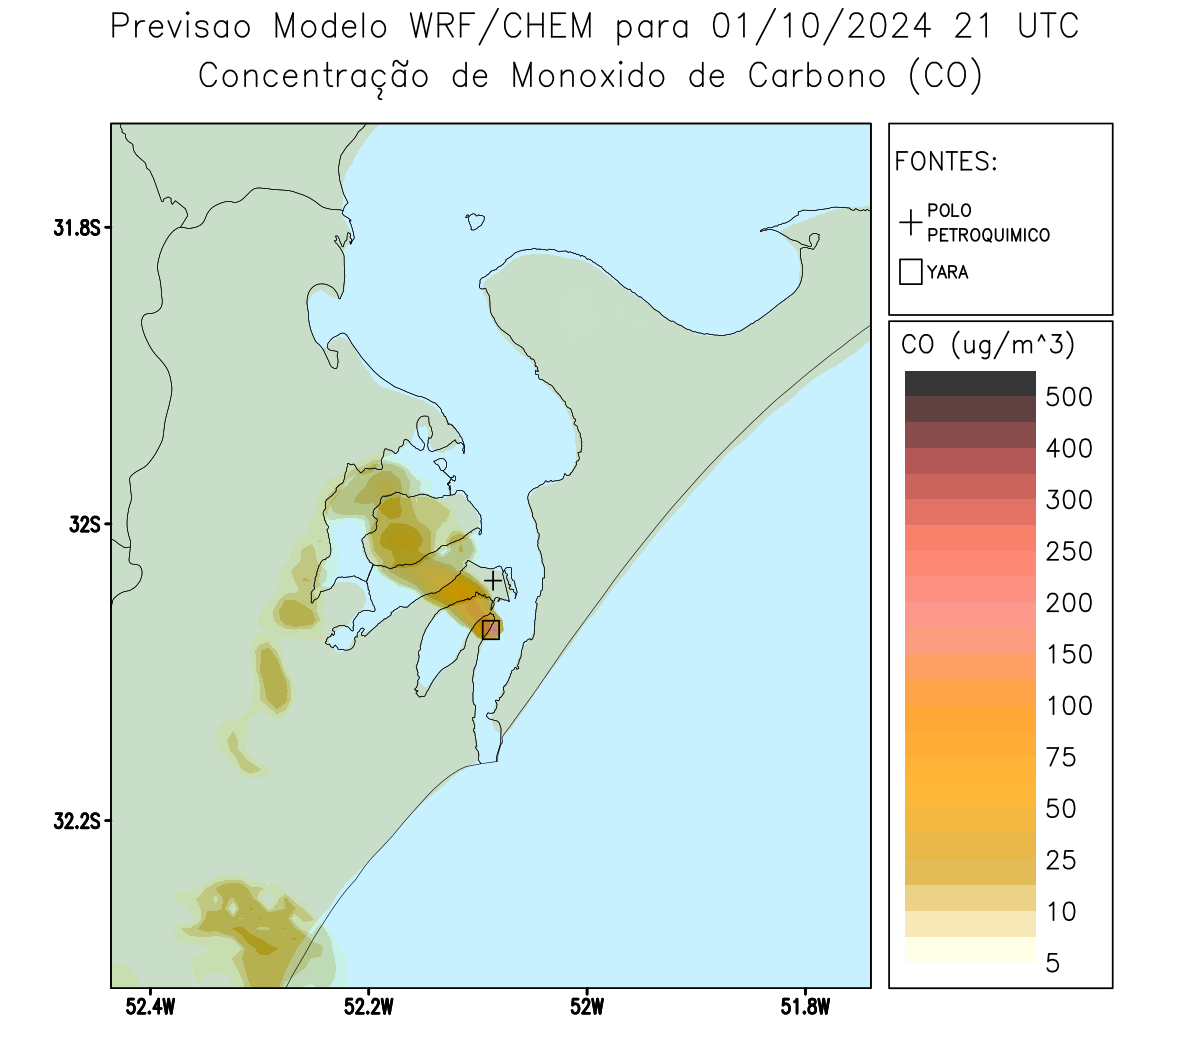 Previsao Modelo WRF/CHEM para 01/10/2024 21 UTC
Concentração de Monoxido de Carbono (CO)
FONTES:
POLO
PETROQUIMICO
YARA
CO (ug/m^3)
500
400
300
250
200
150
100
75
50
25
10
5
31.8S
32S
32.2S
52.4W
52.2W
52W
51.8W